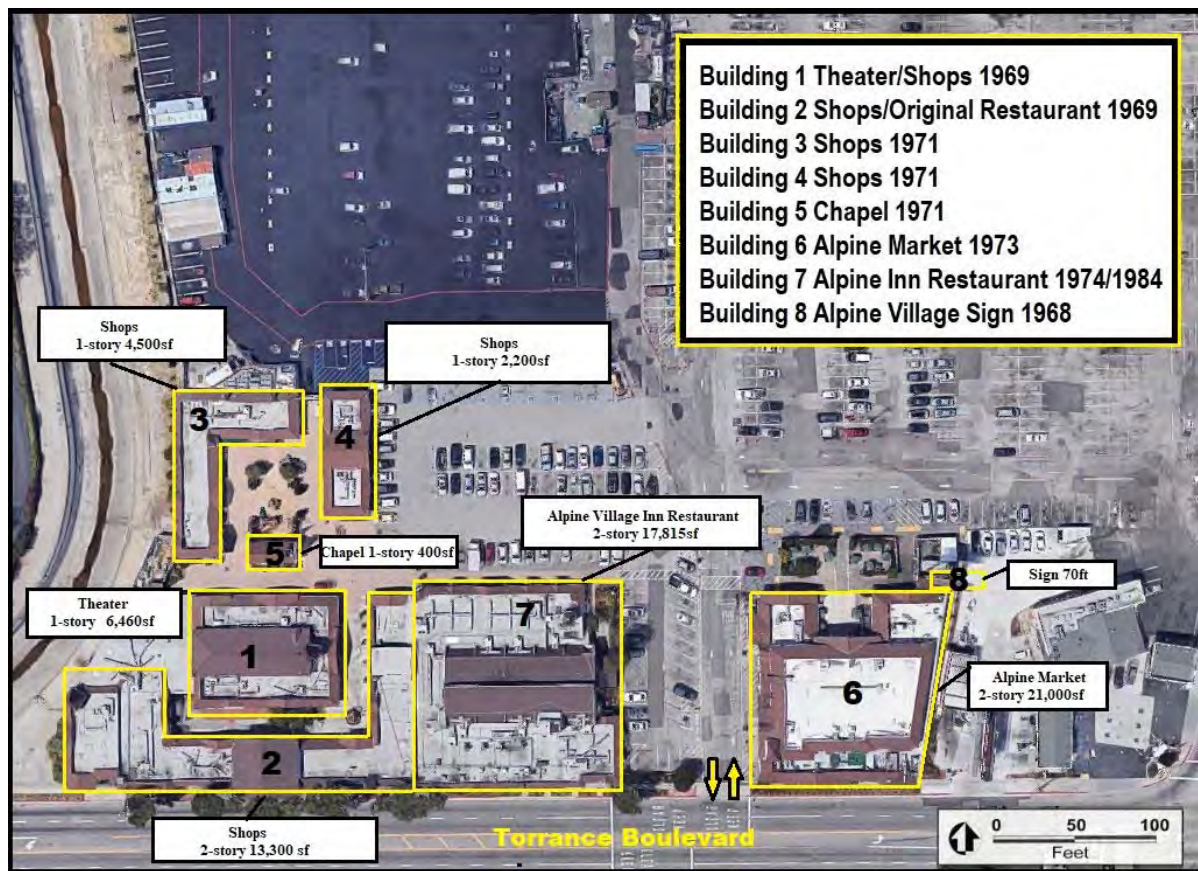 Building 1 Theater/Shops 1969
Building 2 Shops/Original Restaurant 1969
Building 3 Shops 1971
Building 4 Shops 1971
Building 5 Chapel 1971
Building 6 Alpine Market 1973
Building 7 Alpine Inn Restaurant 1974/1984
Building 8 Alpine Village Sign 1968
Shops
1-story 4,500sf
Shops
1-story 2,200sf
3
4
Alpine Village Inn Restaurant
2-story 17,815sf
5
Chapel 1-story 400sf
8
Sign 70ft
Theater
1-story 6,460sf
7
1
6
Alpine Market
2-story 21,000sf
2
Shops
2-story 13,300 sf
Torrance Boulevard
0 50 100
Feet